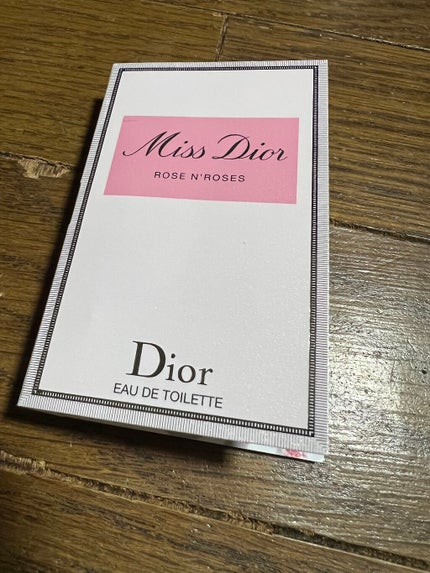 Miss Dior
ROSE N'ROSES
Dior
EAU DE TOILETTE